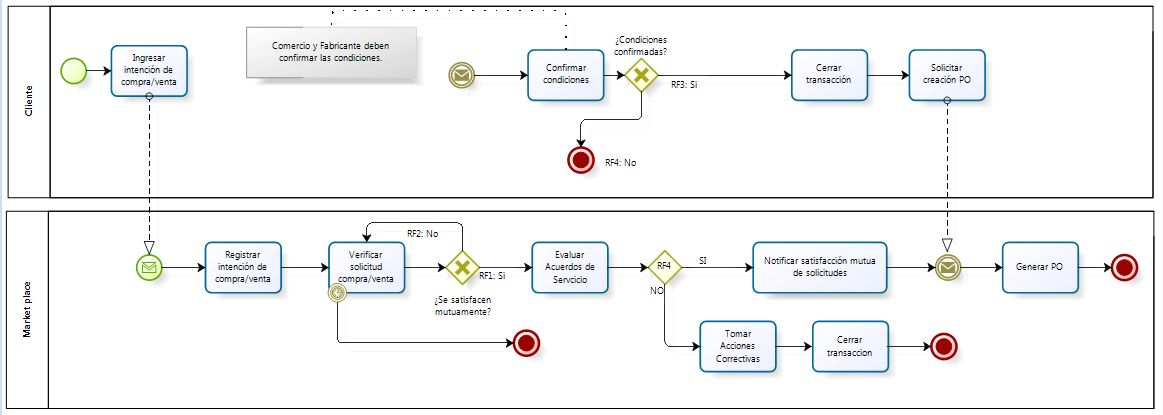 Cliente
Ingresar
intención de
compra/venta
Comercio y Fabricante deben
confirmar las condiciones.
Confirmar
condiciones
¿Condiciones
confirmadas?
RF3: Si
RF4: No
Cerrar
transacción
Solicitar
creación PO
Market place
Registrar
intención de
compra/venta
Verificar
solicitud
compra/venta
RF2: No
RF1: Si
¿Se satisfacen
mutuamente?
Evaluar
Acuerdos de
Servcicio
RF4
SI
NO
Notificar satisfacción mutua
de solicitudes
Generar PO
Tomar
Acciones
Correctivas
Cerrar
transaccion